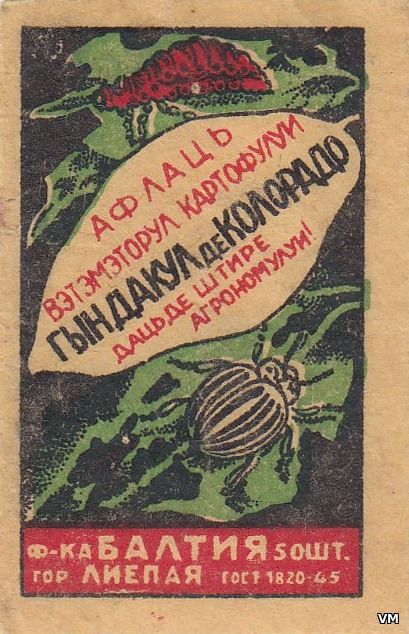 АФЛАЦЬ
ВЭТЭМЭТОРУЛ КАРТОФУЛУИ
ГЫНДАКУЛ ДЕ КОЛОРАДО
ДАЦЬ ДЕ ШТИРЕ
АГРОНОМУЛУИ!
Ф-КА БАЛТИЯ 50 ШТ.
ГОР ЛИЕПАЯ ГОСТ 1820-45
VM